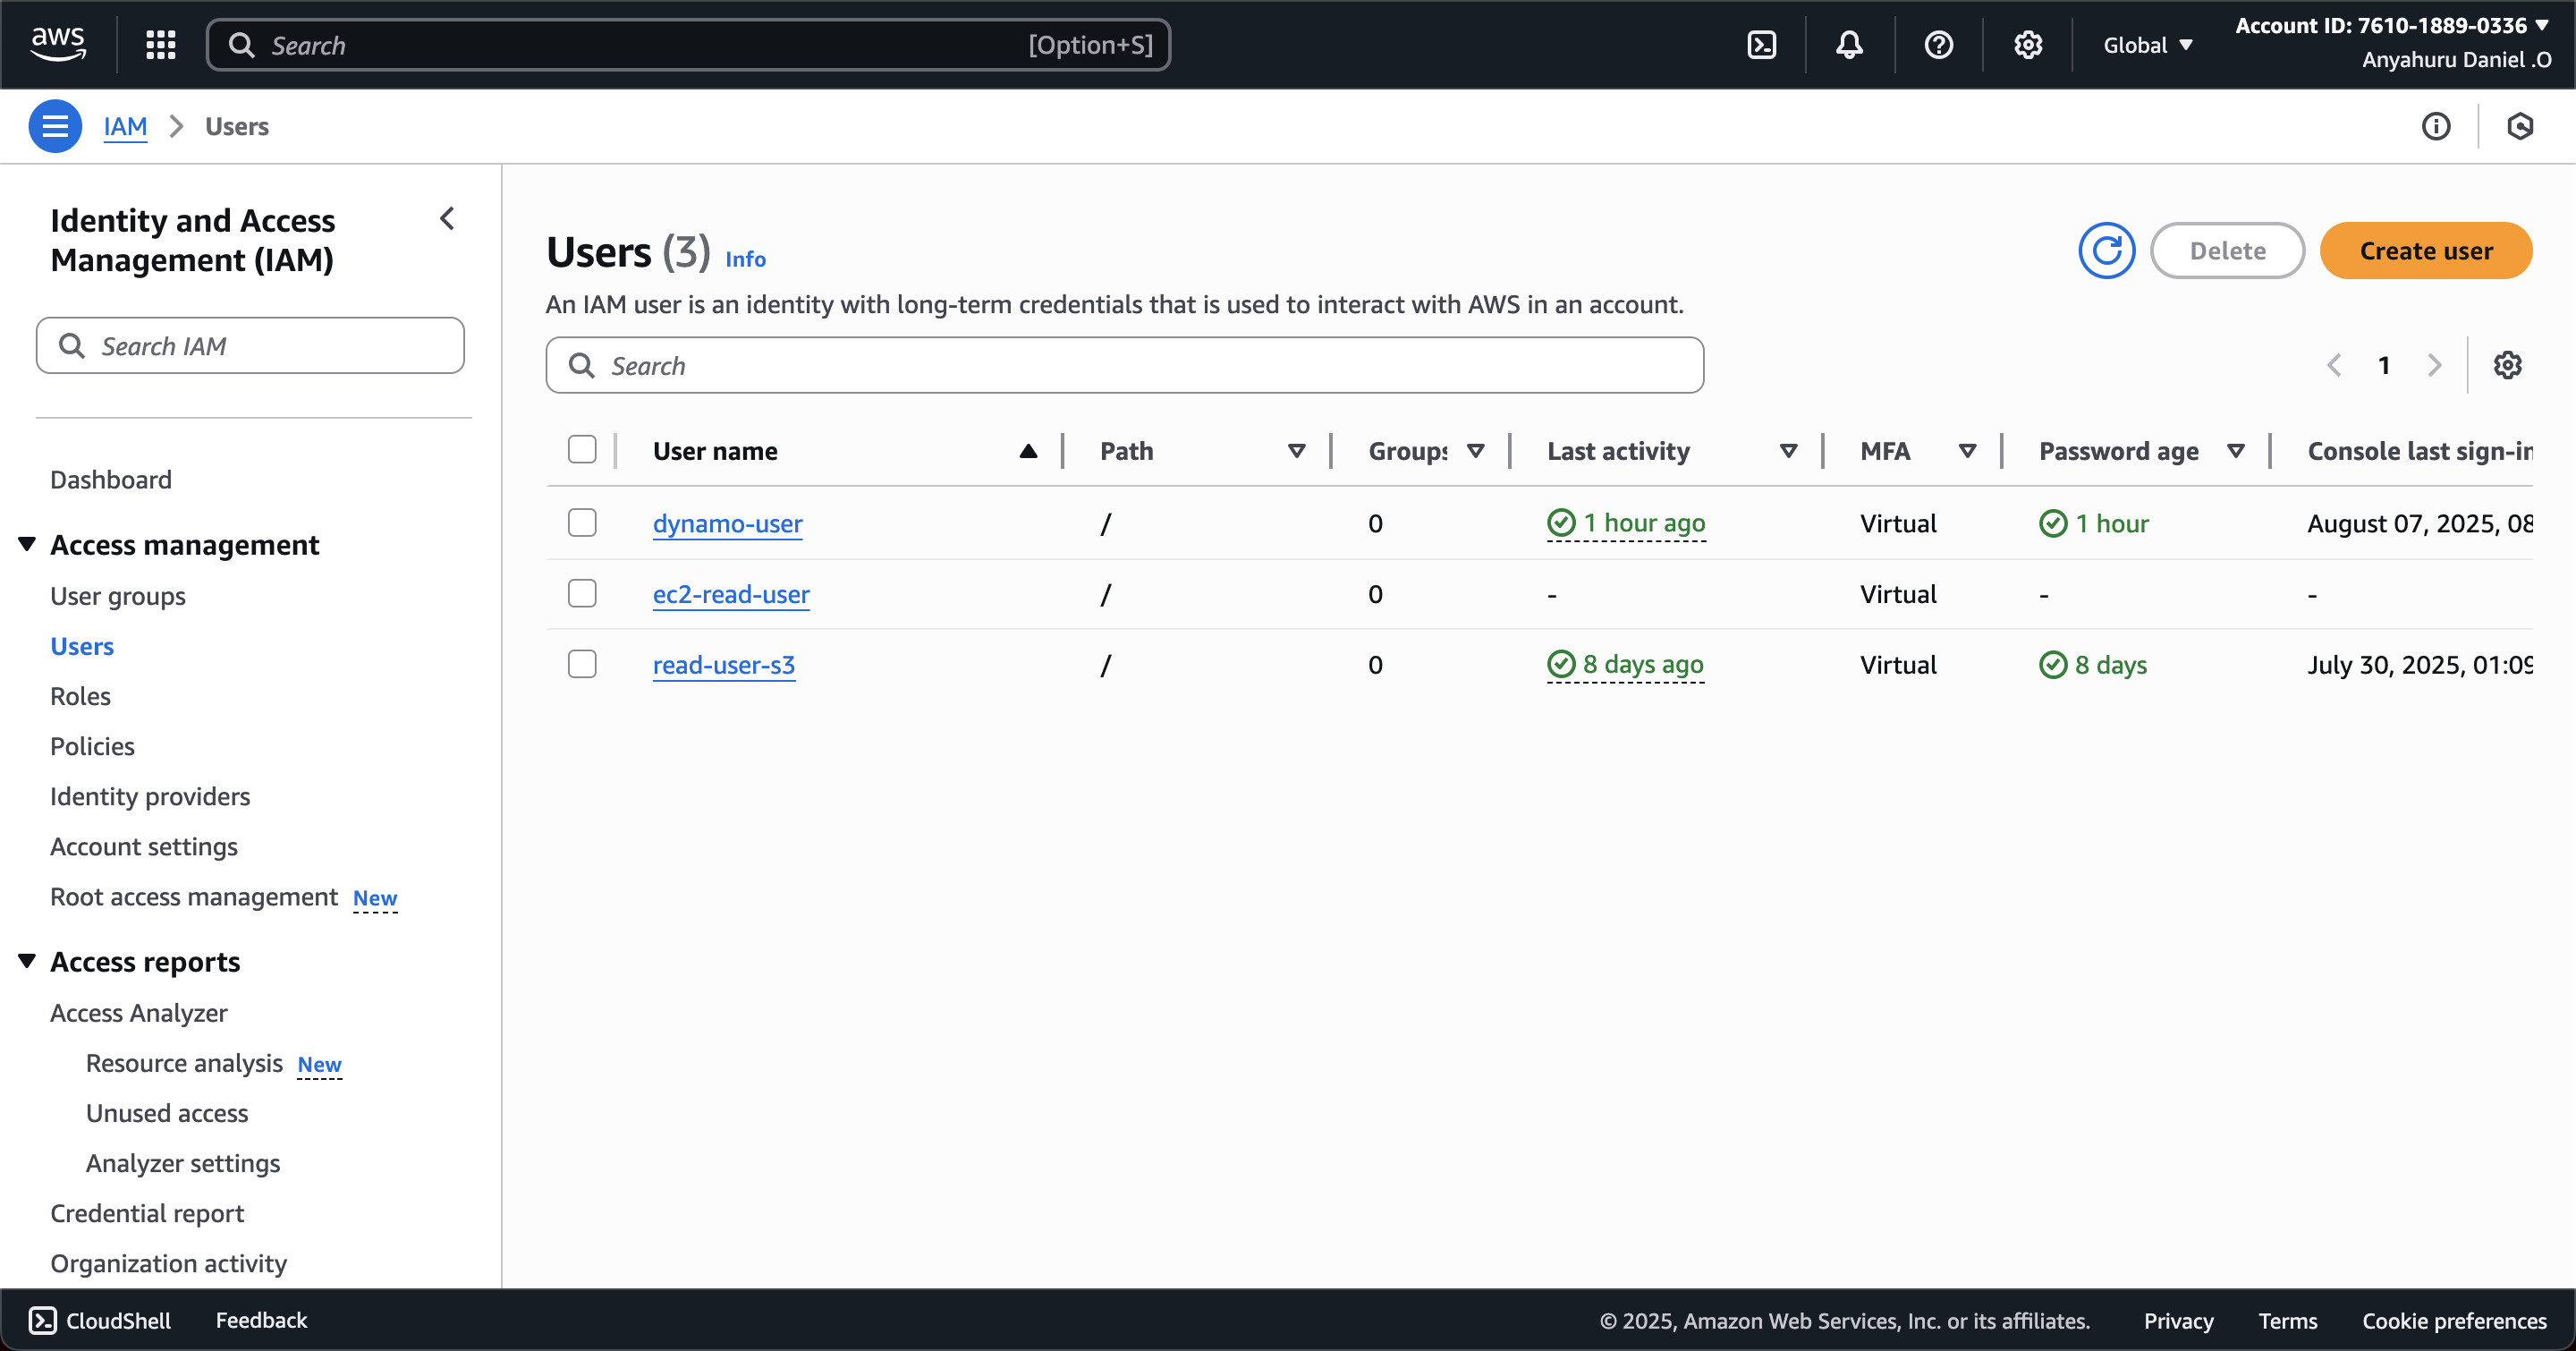 aws
Search
[Option+S]
Global
Account ID: 7610-1889-0336
Anyahuru Daniel .O
IAM
Users
Identity and Access
Management (IAM)
Search IAM
Dashboard
Access management
User groups
Users
Roles
Policies
Identity providers
Account settings
Root access management New
Access reports
Access Analyzer
Resource analysis New
Unused access
Analyzer settings
Credential report
Organization activity
Users (3) Info
An IAM user is an identity with long-term credentials that is used to interact with AWS in an account.
Delete
Create user
Search
1
User name Path Groups Last activity MFA Password age Console last sign-in
dynamo-user / 0 1 hour ago Virtual 1 hour August 07, 2025, 08
ec2-read-user / 0 - Virtual - -
read-user-s3 / 0 8 days ago Virtual 8 days July 30, 2025, 01:09
CloudShell Feedback © 2025, Amazon Web Services, Inc. or its affiliates. Privacy Terms Cookie preferences